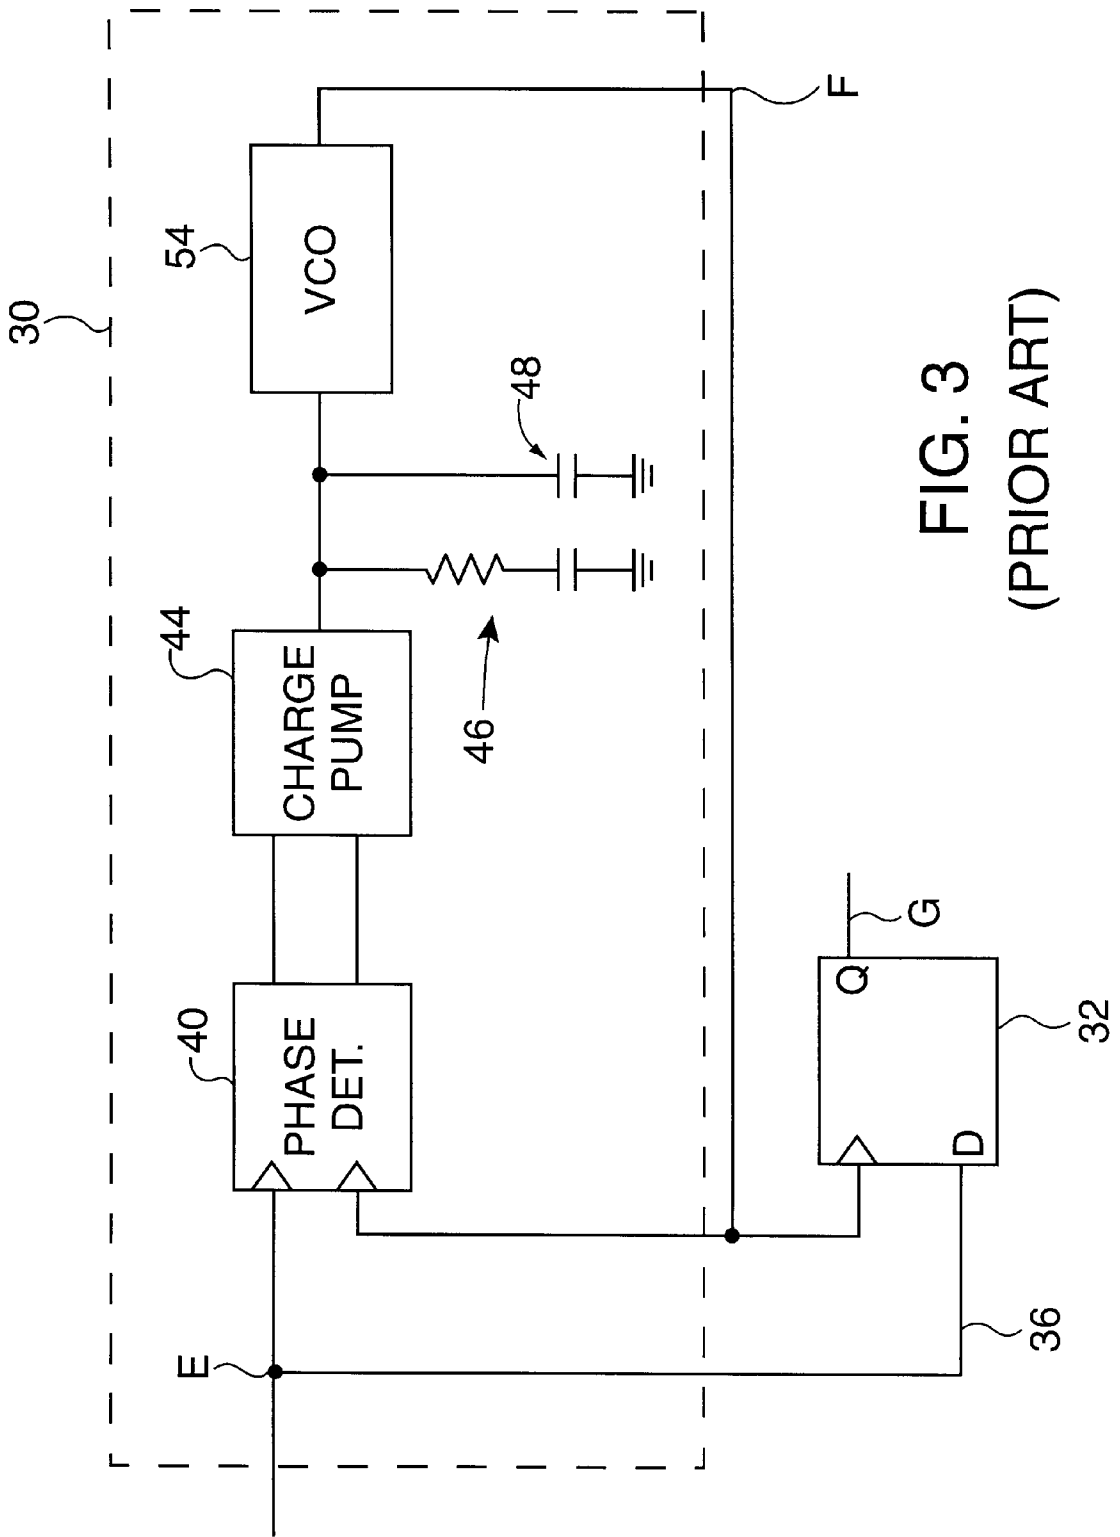 30
54
VCO
44
CHARGE
PUMP
48
46
40
PHASE
DET.
E
F
Q
G
D
32
36
FIG. 3
(PRIOR ART)